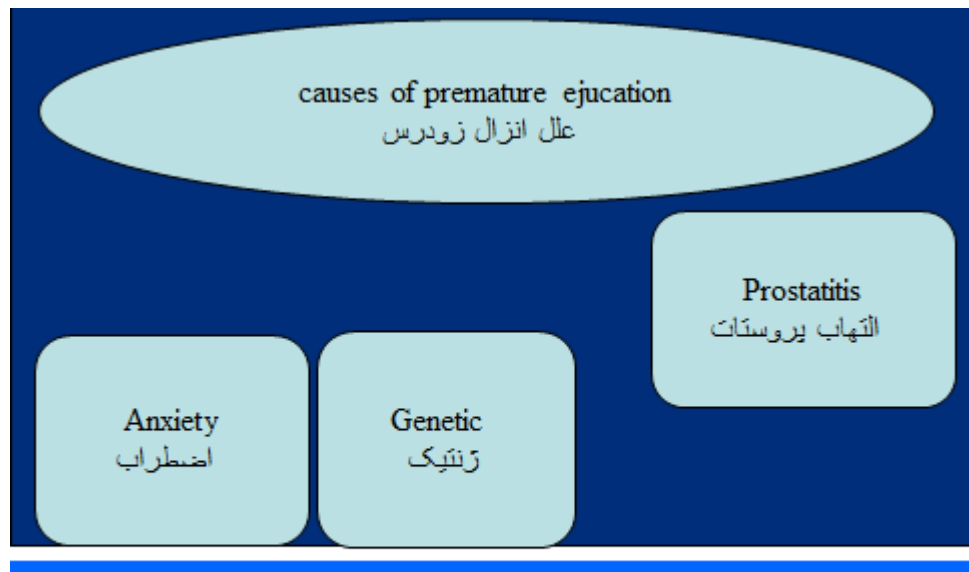 causes of premature ejucation
علل انزال زودرس
Prostatitis
التهاب پروستات
Anxiety
اضطراب
Genetic
ژنتیک